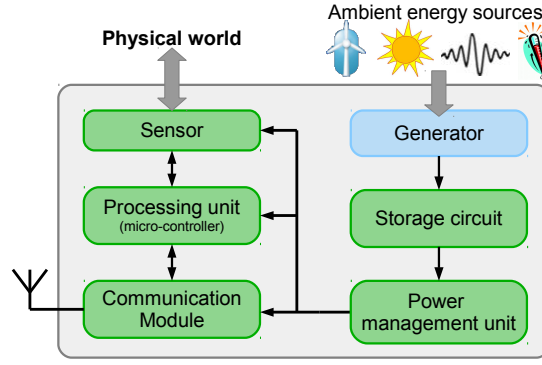 Ambient energy sources
Physical world
Sensor
Generator
Processing unit
(micro-controller)
Storage circuit
Communication
Module
Power
management unit